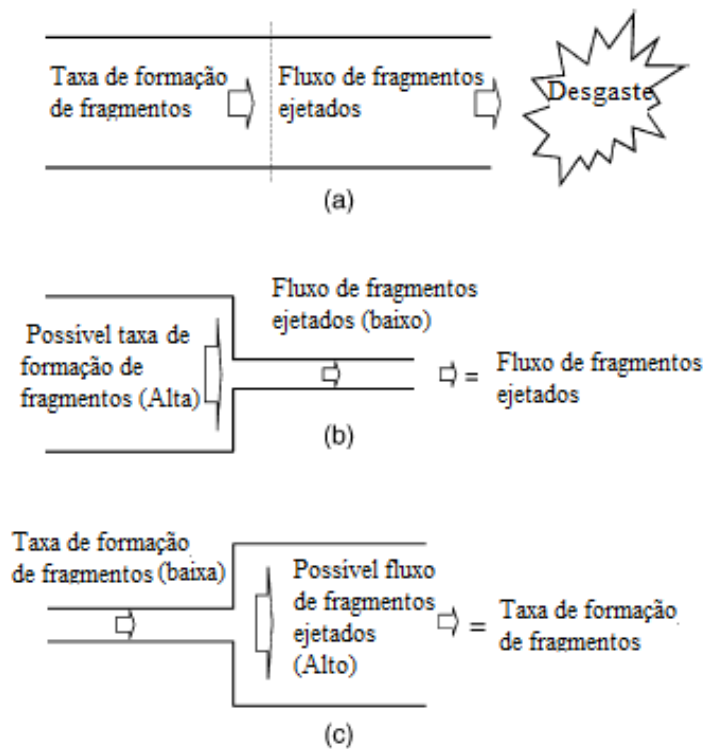 Taxa de formação
de fragmentos
Fluxo de fragmentos
ejetados
Desgaste
(a)
Fluxo de fragmentos
ejetados (baixo)
Possível taxa de
formação de
fragmentos (Alta)
= Fluxo de fragmentos
ejetados
(b)
Taxa de formação
de fragmentos (baixa)
Possível fluxo
de fragmentos
ejetados
(Alto)
= Taxa de formação
de fragmentos
(c)